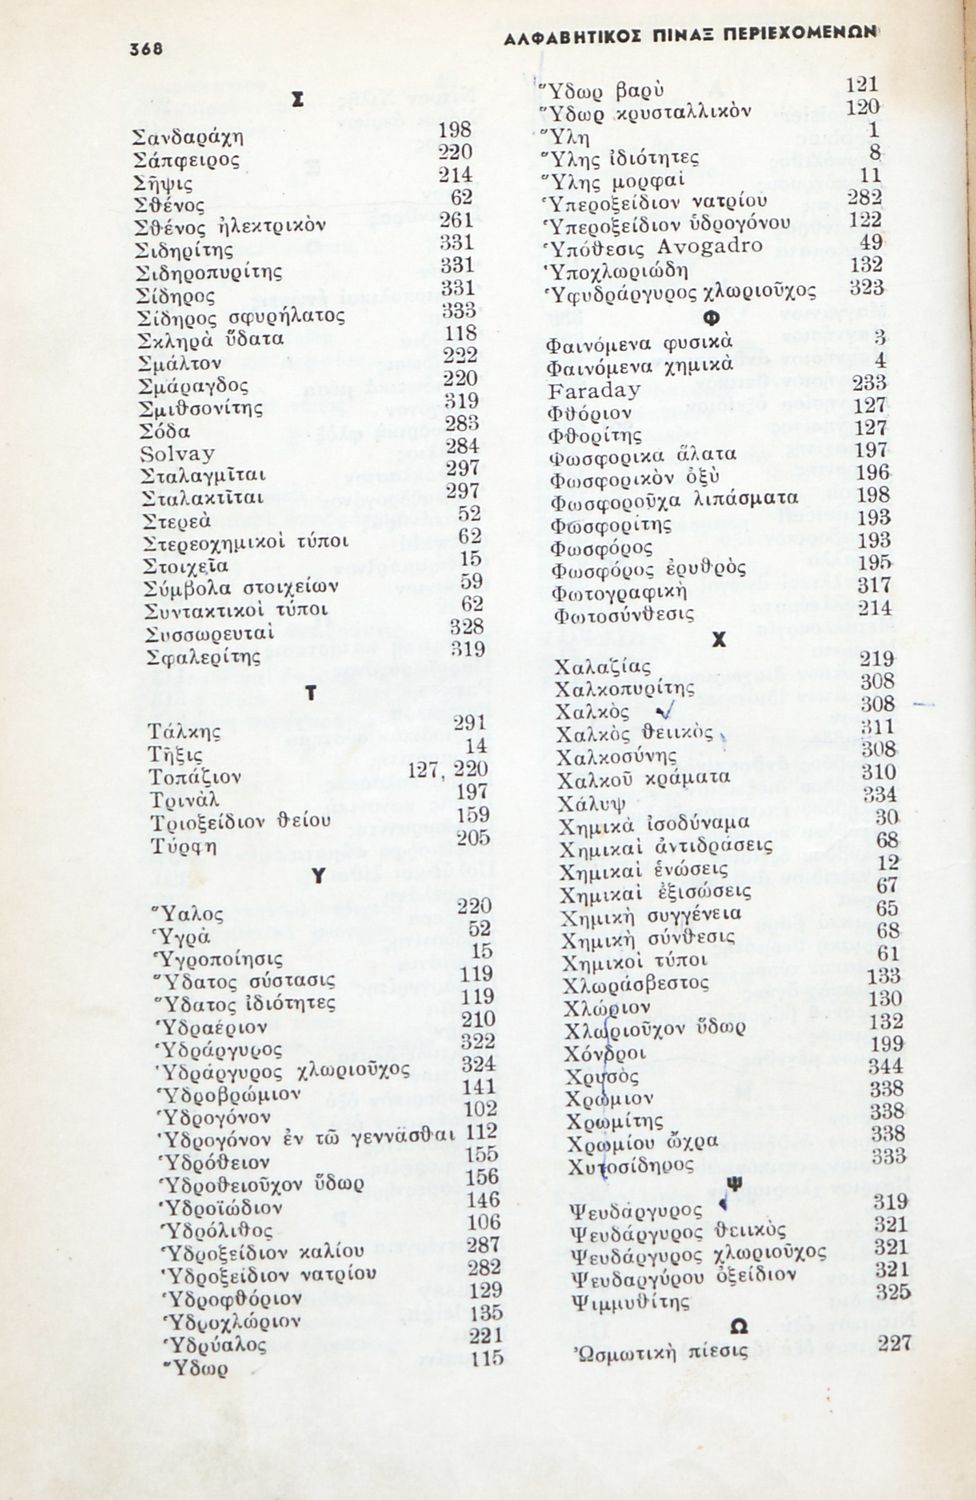 368
ΑΛΦΑΒΗΤΙΚΟΣ ΠΙΝΑΞ ΠΕΡΙΕΧΟΜΕΝΩΝ
Σ
Σανδαράχη 198
Σάπφειρος 220
Σῆψις 214
Σθένος 62
Σθένος ἠλεκτρικὸν 261
Σιδηρίτης 331
Σιδηροπυρίτης 331
Σίδηρος 331
Σίδηρος σφυρήλατος 333
Σκληρὰ ὕδατα 118
Σμάλτον 222
Σμάραγδος 220
Σμιθσονίτης 319
Σόδα 283
Solvay 284
Σταλαγμῖται 297
Σταλακτῖται 297
Στερεὰ 52
Στερεοχημικοὶ τύποι 62
Στοιχεῖα 15
Σύμβολα στοιχείων 59
Συντακτικοὶ τύποι 62
Συσσωρευταὶ 328
Σφαλερίτης 319
Τ
Τάλκης 291
Τῆξις 14
Τοπάζιον 127, 220
Τρινὰλ 197
Τριοξείδιον θείου 159
Τύρφη 205
Υ
Ὕαλος 220
Ὑγρὰ 52
Ὑγροποίησις 15
Ὕδατος σύστασις 119
Ὕδατος ἰδιότητες 119
Ὑδραέριον 210
Ὑδράργυρος 322
Ὑδράργυρος χλωριοῦχος 324
Ὑδροβρώμιον 141
Ὑδρογόνον 102
Ὑδρογόνον ἐν τῶ γεννᾶσθαι 112
Ὑδρόθειον 155
Ὑδροθειοῦχον ὕδωρ 156
Ὑδροϊώδιον 146
Ὑδρόλιθος 106
Ὑδροξείδιον καλίου 287
Ὑδροξείδιον νατρίου 282
Ὑδροφθόριον 129
Ὑδροχλώριον 135
Ὑδρύαλος 221
Ὕδωρ 115
Ὕδωρ βαρὺ 121
Ὕδωρ κρυσταλλικὸν 120
Ὕλη 1
Ὕλης ἰδιότητες 8
Ὕλης μορφαὶ 11
Ὑπεροξείδιον νατρίου 282
Ὑπεροξείδιον ὑδρογόνου 122
Ὑπόθεσις Avogadro 49
Ὑποχλωριώδη 132
Ὑφυδράργυρος χλωριοῦχος 323
Φ
Φαινόμενα φυσικὰ 3
Φαινόμενα χημικὰ 4
Faraday 233
Φθόριον 127
Φθορίτης 127
Φωσφορικα ἅλατα 197
Φωσφορικὸν ὀξὺ 196
Φωσφοροῦχα λιπάσματα 198
Φωσφορίτης 193
Φωσφόρος 193
Φωσφόρος ἐρυθρὸς 195
Φωτογραφικὴ 317
Φωτοσύνθεσις 214
Χ
Χαλαζίας 219
Χαλκοπυρίτης 308
Χαλκὸς 308
Χαλκὸς θειικὸς 311
Χαλκοσύνης 308
Χαλκοῦ κράματα 310
Χάλυψ 334
Χημικὰ ἰσοδύναμα 30
Χημικαὶ ἀντιδράσεις 68
Χημικαὶ ἑνώσεις 12
Χημικαὶ ἐξισώσεις 67
Χημικὴ συγγένεια 65
Χημικὴ σύνθεσις 68
Χημικοὶ τύποι 61
Χλωράσβεστος 133
Χλώριον 130
Χλωριοῦχον ὕδωρ 132
Χόνδροι 199
Χρυσὸς 344
Χρώμιον 338
Χρωμίτης 338
Χρωμίου ὤχρα 338
Χυτοσίδηρος 333
Ψ
Ψευδάργυρος 319
Ψευδάργυρος θειικὸς 321
Ψευδάργυρος χλωριοῦχος 321
Ψευδαργύρου ὀξείδιον 321
Ψιμμυθίτης 325
Ω
Ὠσμωτικὴ πίεσις 227